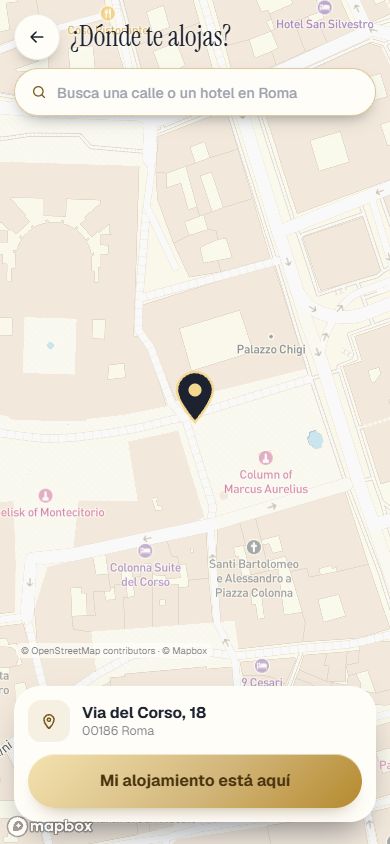 Hotel San Silvestro
¿Dónde te alojas?
Busca una calle o un hotel en Roma
Palazzo Chigi
Column of
Marcus Aurelius
elisk of Montecitorio
Colonna Suite
del Corso
Santi Bartolomeo
e Alessandro a
Piazza Colonna
© OpenStreetMap contributors · © Mapbox
9 Cesari
Via del Corso, 18
00186 Roma
Mi alojamiento está aquí
mapbox